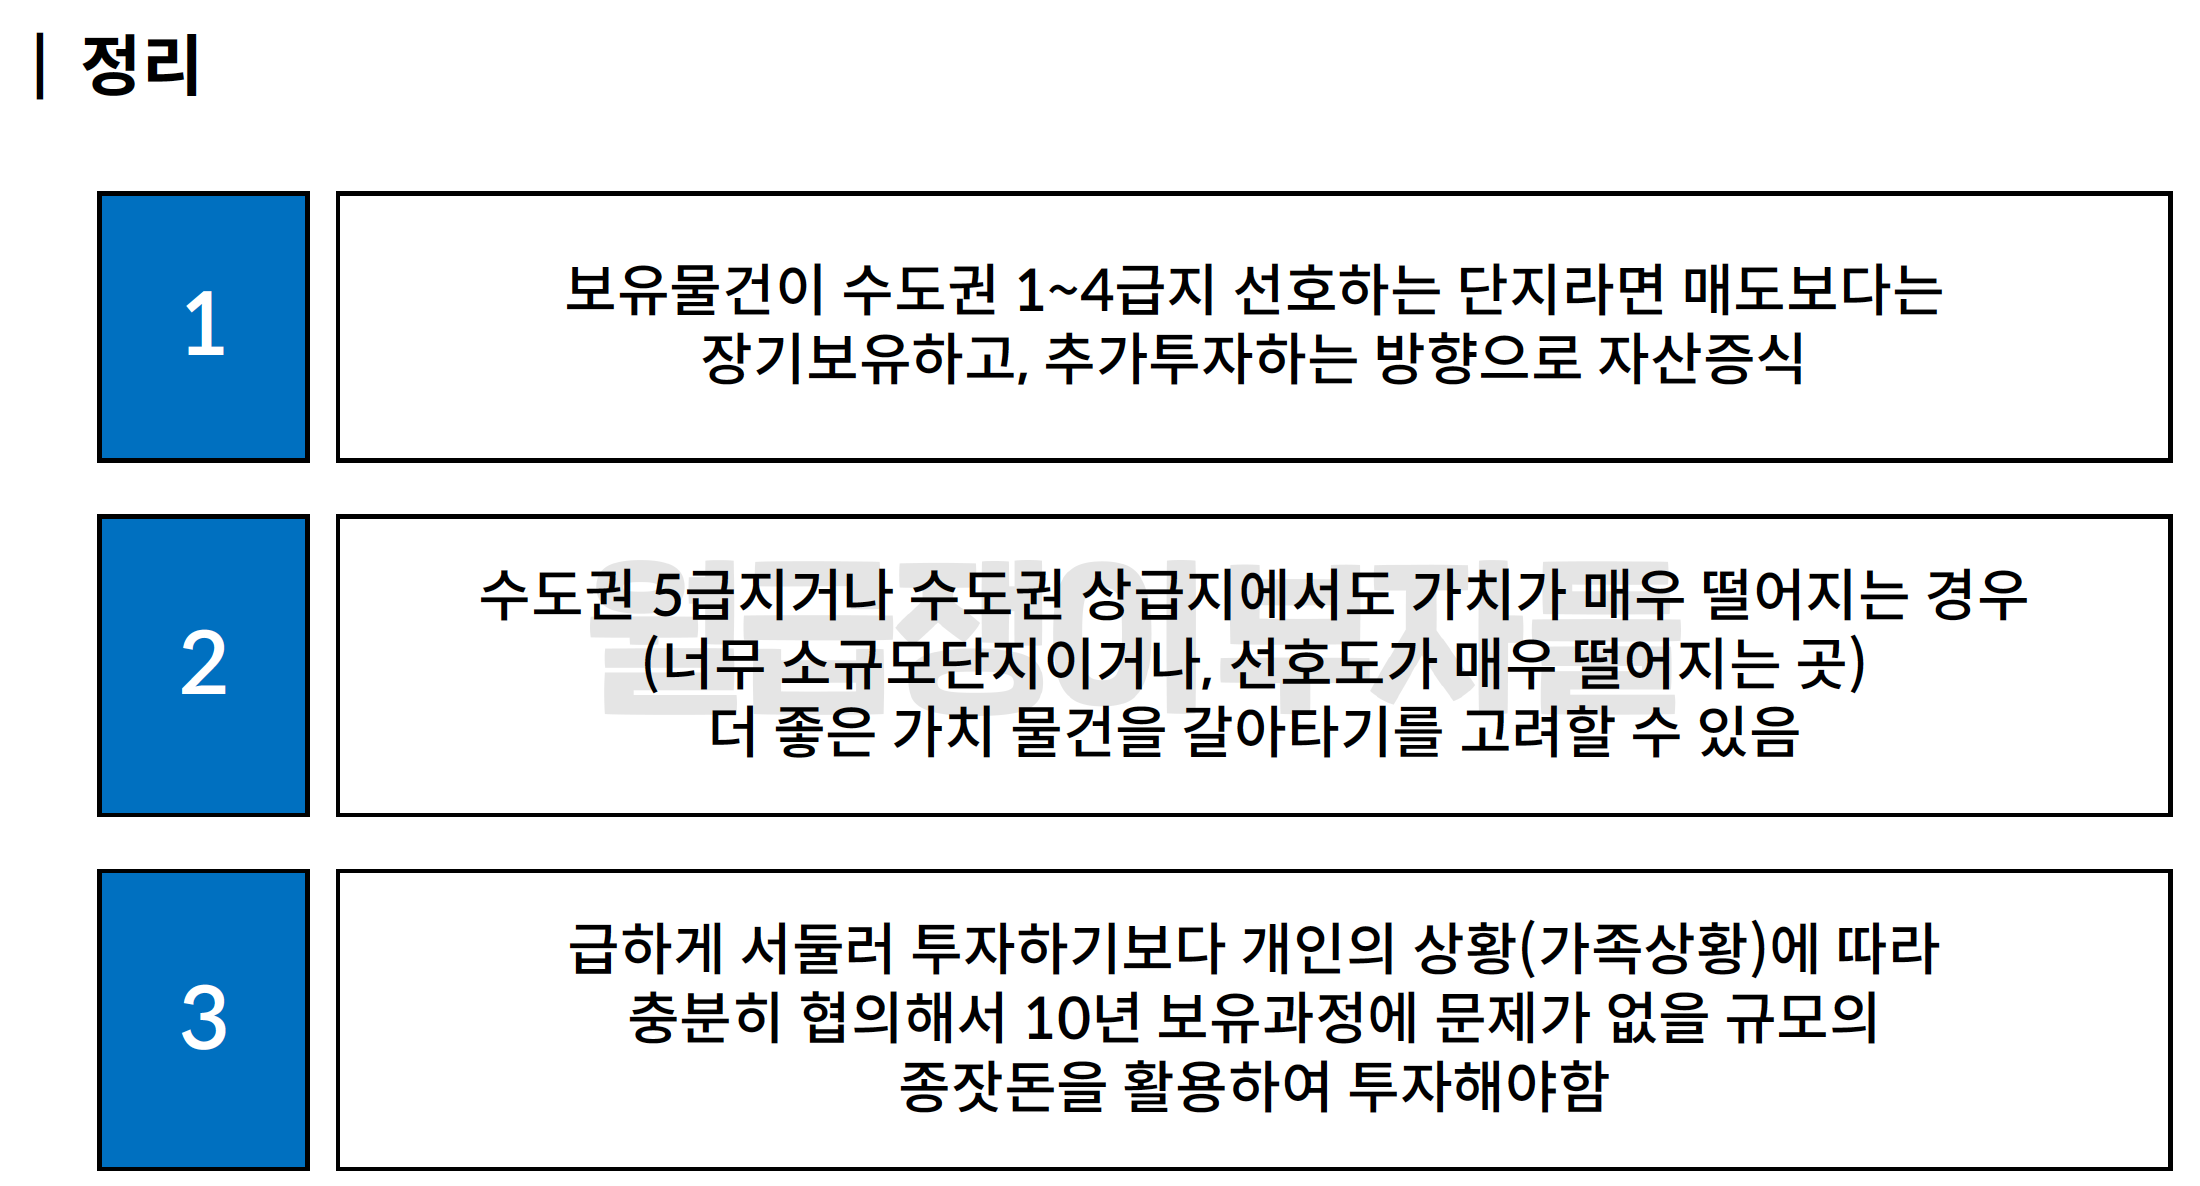 | 정리
1
보유물건이 수도권 1~4급지 선호하는 단지라면 매도보다는
장기보유하고, 추가투자하는 방향으로 자산증식
2
수도권 5급지거나 수도권 상급지에서도 가치가 매우 떨어지는 경우
(너무 소규모단지이거나, 선호도가 매우 떨어지는 곳)
더 좋은 가치 물건을 갈아타기를 고려할 수 있음
월급쟁이부자들
3
급하게 서둘러 투자하기보다 개인의 상황(가족상황)에 따라
충분히 협의해서 10년 보유과정에 문제가 없을 규모의
종잣돈을 활용하여 투자해야함